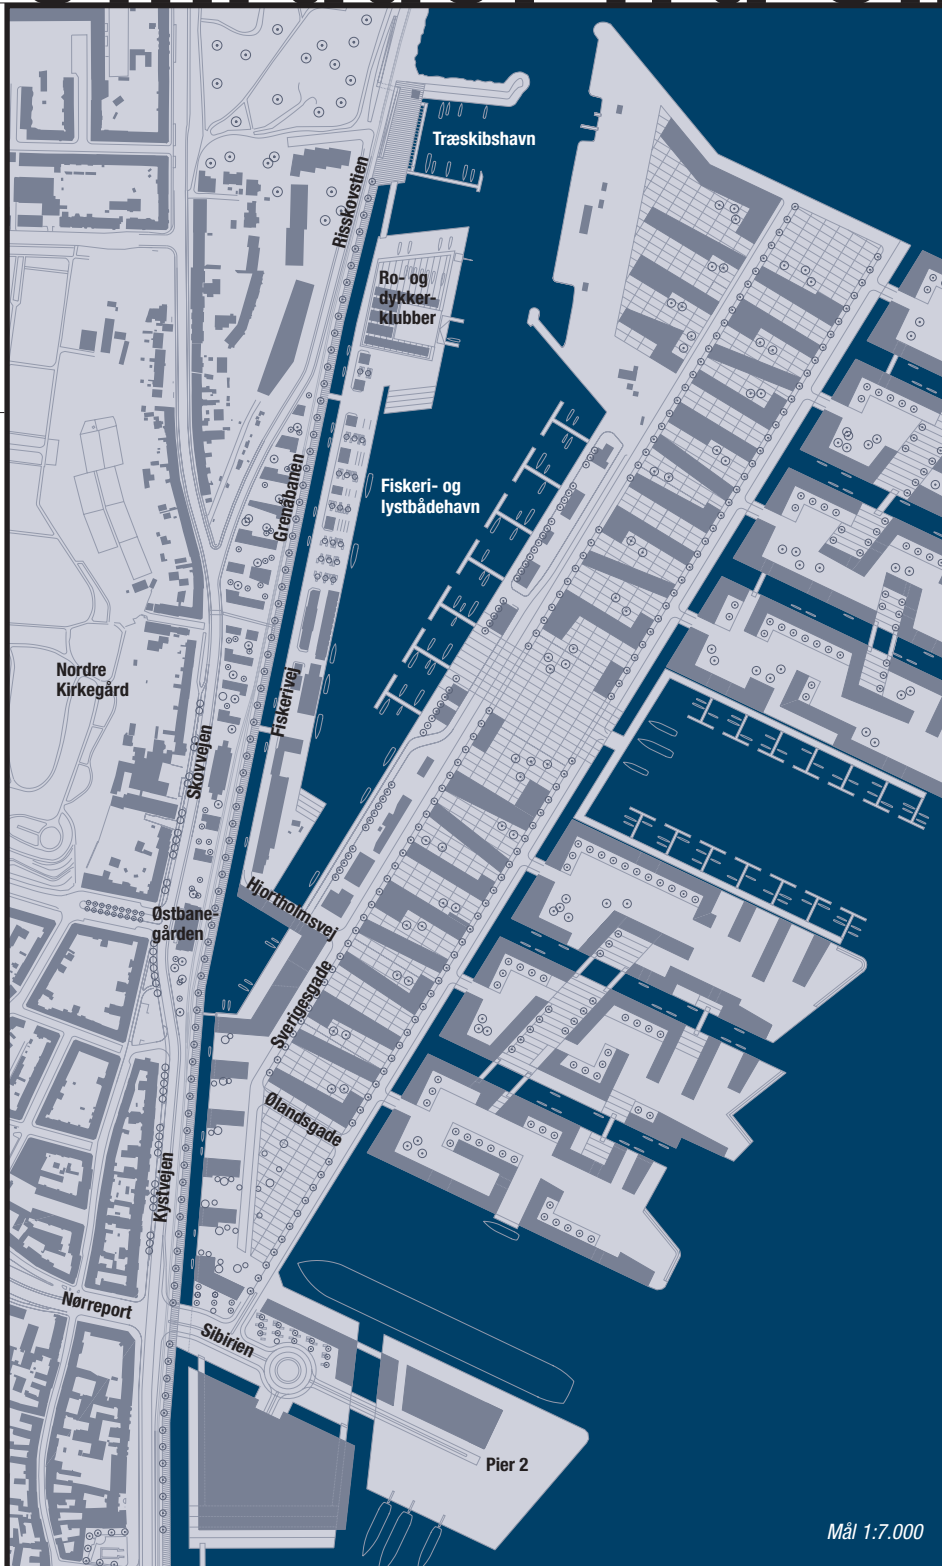 Træskibshavn
Risskovstien
Ro- og
dykker-
klubber
Grenåbanen
Fiskeri- og
lystbådehavn
Nordre
Kirkegård
Fiskerivej
Skovvejen
Hjortholmsvej
Østbane-
gården
Sverigesgade
Ølandsgade
Kystvejen
Nørreport
Sibirien
Pier 2
Mål 1:7.000